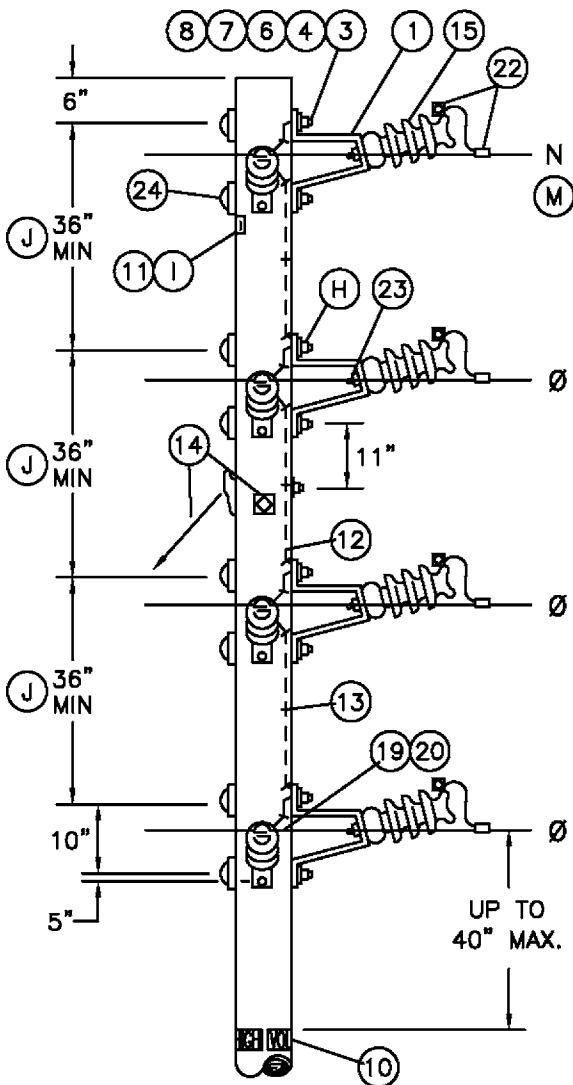 8 7 6 4 3 1 15
6"
22
N
M
24
J 36" MIN
11 I
H 23
Ø
J 36" MIN
14
11"
12
Ø
J 36" MIN
13
19 20
10"
Ø
5"
UP TO
40" MAX.
HIGH VOL
10